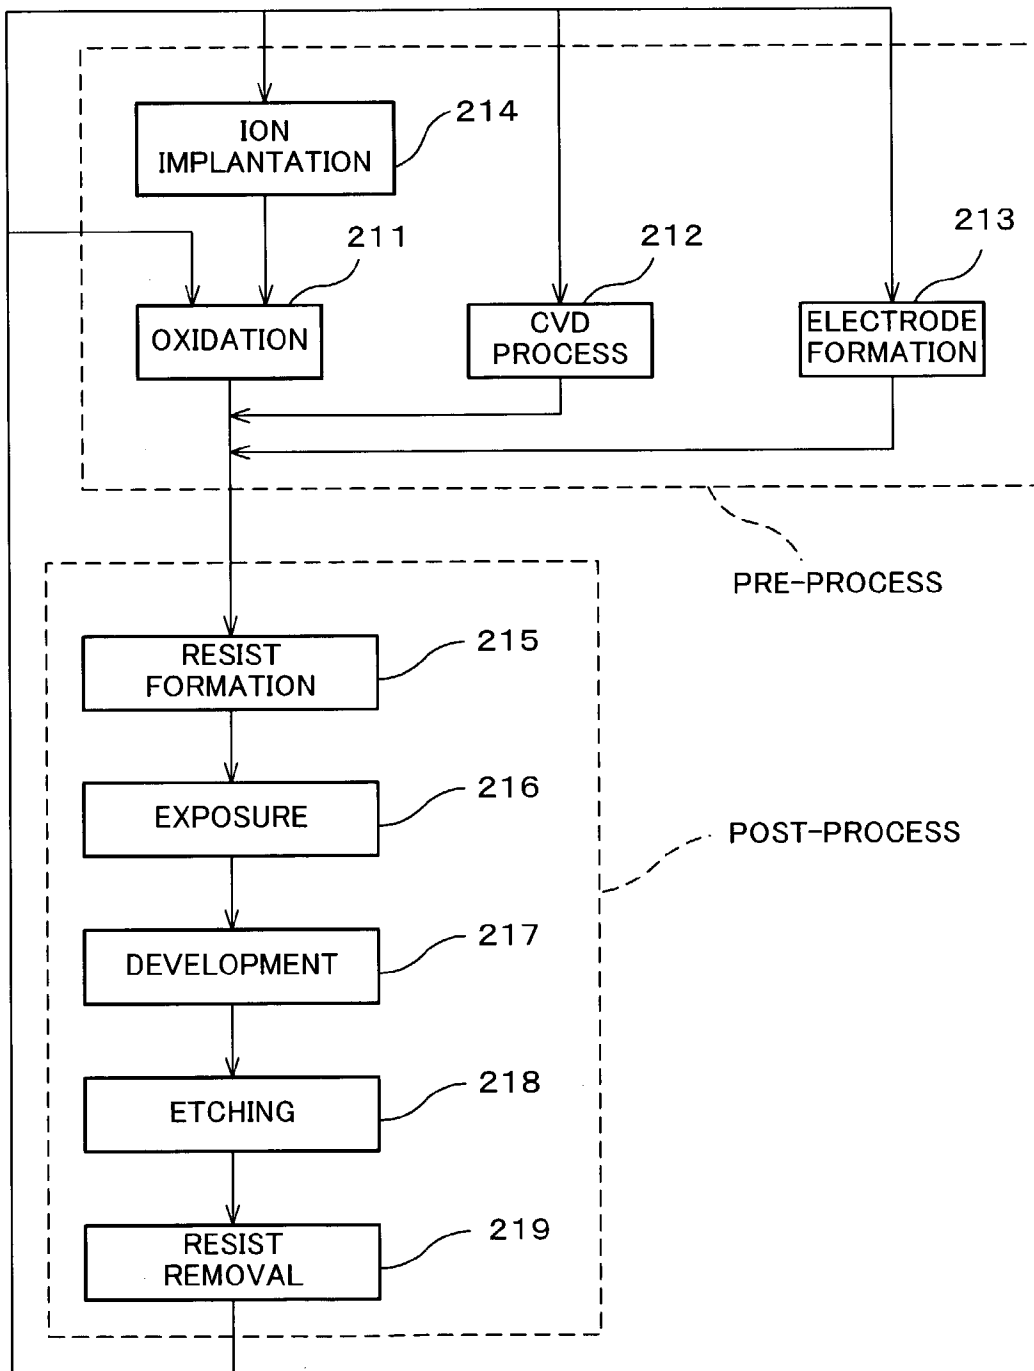 ION
IMPLANTATION
214
211
212
213
OXIDATION
CVD
PROCESS
ELECTRODE
FORMATION
PRE-PROCESS
RESIST
FORMATION
215
EXPOSURE
216
POST-PROCESS
DEVELOPMENT
217
ETCHING
218
RESIST
REMOVAL
219